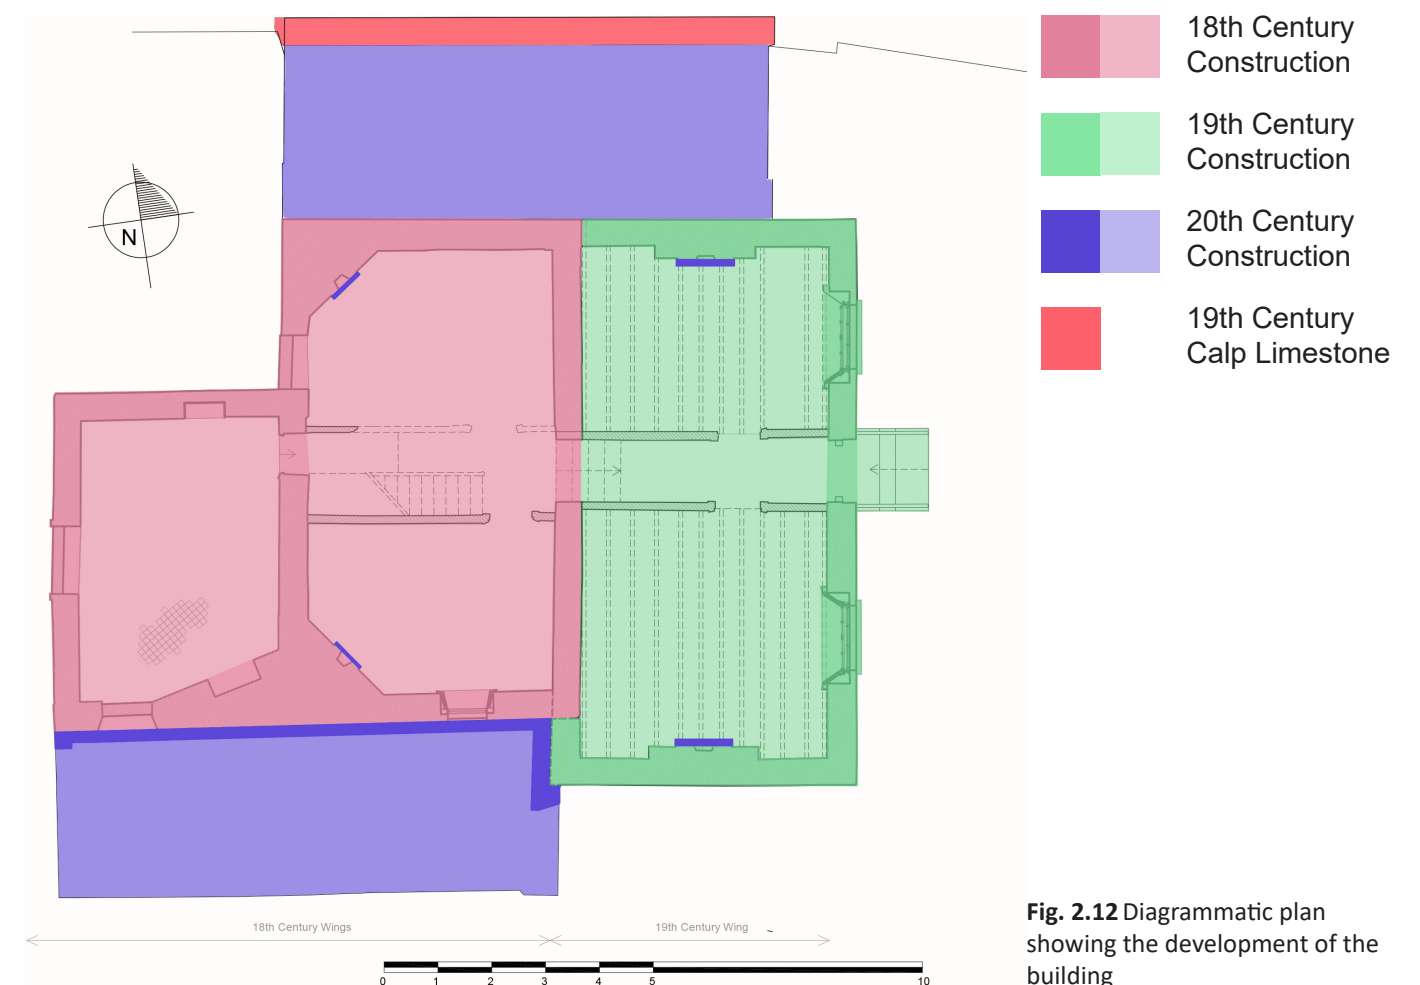 18th Century
Construction
19th Century
Construction
20th Century
Construction
19th Century
Calp Limestone
N
18th Century Wings
19th Century Wing
0 1 2 3 4 5 10
Fig. 2.12 Diagrammatic plan
showing the development of the
building